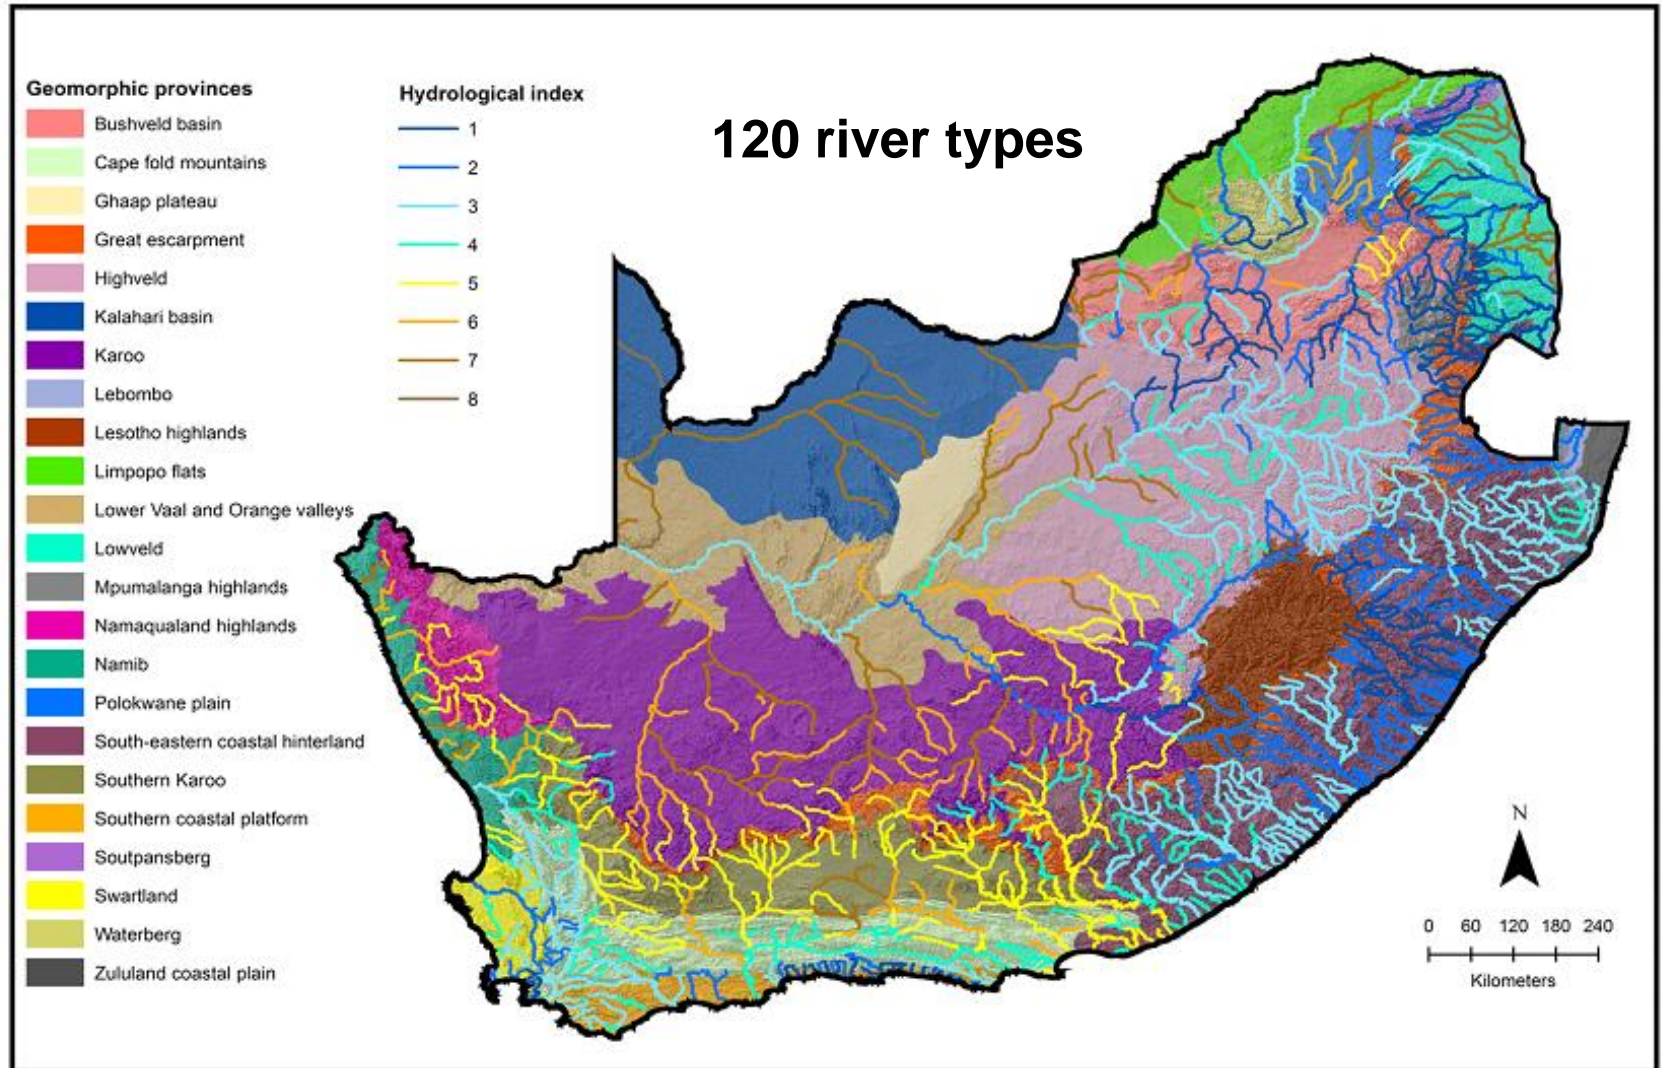 120 river types
Geomorphic provinces
Bushveld basin
Cape fold mountains
Ghaap plateau
Great escarpment
Highveld
Kalahari basin
Karoo
Lebombo
Lesotho highlands
Limpopo flats
Lower Vaal and Orange valleys
Lowveld
Mpumalanga highlands
Namaqualand highlands
Namib
Polokwane plain
South-eastern coastal hinterland
Southern Karoo
Southern coastal platform
Soutpansberg
Swartland
Waterberg
Zululand coastal plain
Hydrological index
1
2
3
4
5
6
7
8
N
0 60 120 180 240
Kilometers